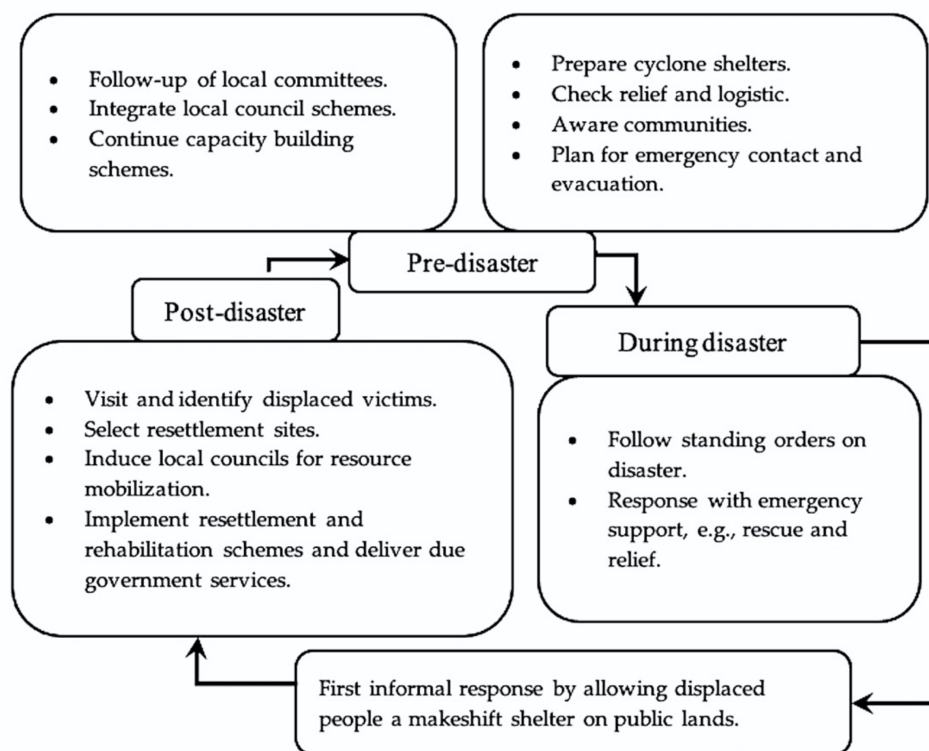 • Follow-up of local committees.
• Integrate local council schemes.
• Continue capacity building
schemes.
• Prepare cyclone shelters.
• Check relief and logistic.
• Aware communities.
• Plan for emergency contact and
evacuation.
Pre-disaster
Post-disaster
During disaster
• Visit and identify displaced victims.
• Select resettlement sites.
• Induce local councils for resource
mobilization.
• Implement resettlement and
rehabilitation schemes and deliver due
government services.
• Follow standing orders on
disaster.
• Response with emergency
support, e.g., rescue and
relief.
First informal response by allowing displaced
people a makeshift shelter on public lands.